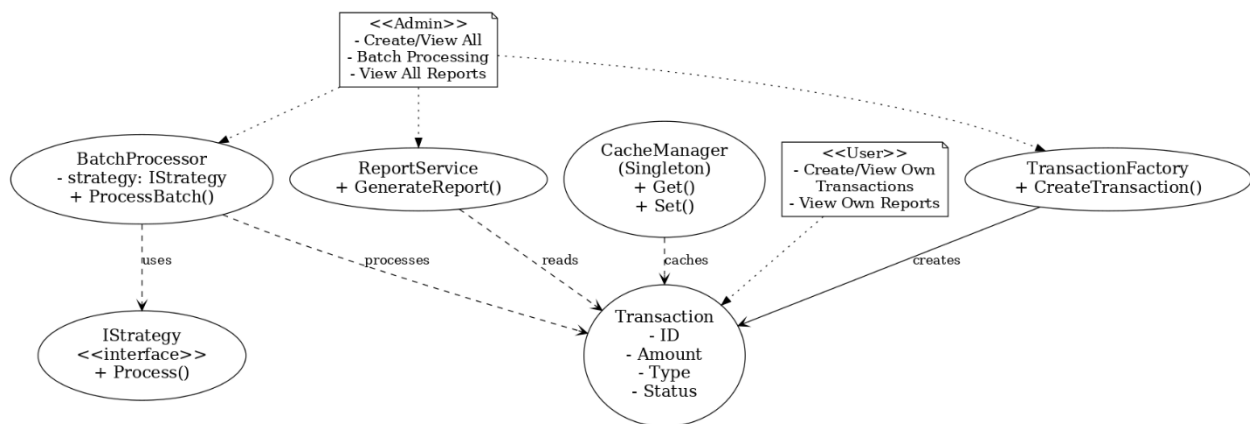 <<Admin>>
- Create/View All
- Batch Processing
- View All Reports
BatchProcessor
- strategy: IStrategy
+ ProcessBatch()
ReportService
+ GenerateReport()
CacheManager
(Singleton)
+ Get()
+ Set()
<<User>>
- Create/View Own
Transactions
- View Own Reports
TransactionFactory
+ CreateTransaction()
uses
processes
reads
caches
creates
IStrategy
<<interface>>
+ Process()
Transaction
- ID
- Amount
- Type
- Status